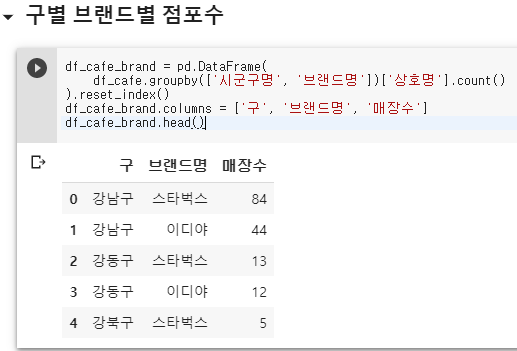 구별 브랜드별 점포수
df_cafe_brand = pd.DataFrame(
    df_cafe.groupby(['시군구명', '브랜드명'])['상호명'].count()
).reset_index()
df_cafe_brand.columns = ['구', '브랜드명', '매장수']
df_cafe_brand.head()
구 브랜드명 매장수
0 강남구 스타벅스 84
1 강남구 이디야 44
2 강동구 스타벅스 13
3 강동구 이디야 12
4 강북구 스타벅스 5